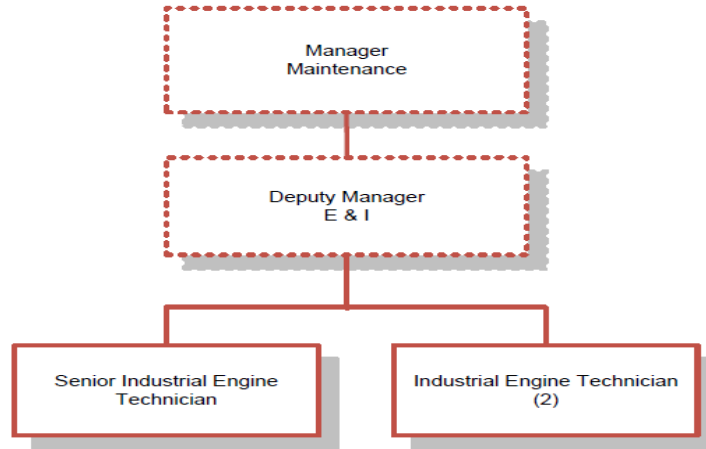 Manager
Maintenance
Deputy Manager
E & I
Senior Industrial Engine
Technician
Industrial Engine Technician
(2)